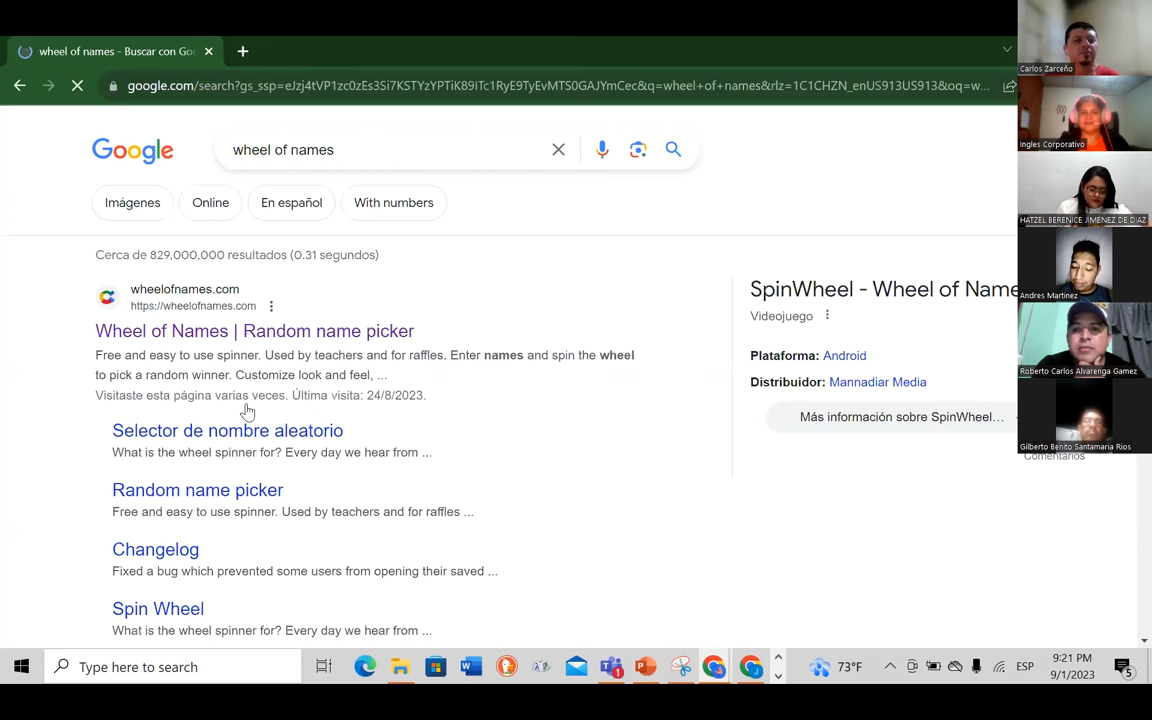 wheel of names - Buscar con Go
google.com/search?gs_ssp=eJzj4tVP1zc0zEs3Si7KSTYzYPTiK89ITc1RyE9TyEvMTS0GAJYmCec&q=wheel+of+names&rlz=1C1CHZN_enUS913US913&oq=w...
Google
wheel of names
Imágenes
Online
En español
With numbers
Cerca de 829,000,000 resultados (0.31 segundos)
wheelofnames.com
https://wheelofnames.com
Wheel of Names | Random name picker
Free and easy to use spinner. Used by teachers and for raffles. Enter names and spin the wheel
to pick a random winner. Customize look and feel, ...
Visitaste esta página varias veces. Última visita: 24/8/2023.
Selector de nombre aleatorio
What is the wheel spinner for? Every day we hear from ...
Random name picker
Free and easy to use spinner. Used by teachers and for raffles ...
Changelog
Fixed a bug which prevented some users from opening their saved ...
Spin Wheel
What is the wheel spinner for? Every day we hear from ...
SpinWheel - Wheel of Name
Videojuego
Plataforma: Android
Distribuidor: Mannadiar Media
Más información sobre SpinWheel...
Comentarios
Carlos Zarceño
Ingles Corporativo
HATZEL BERENICE JIMENEZ DE DIAZ
Andres Martinez
Roberto Carlos Alvarenga Gamez
Gilberto Benito Santamaria Rios
Type here to search
73°F
ESP
9:21 PM
9/1/2023
5